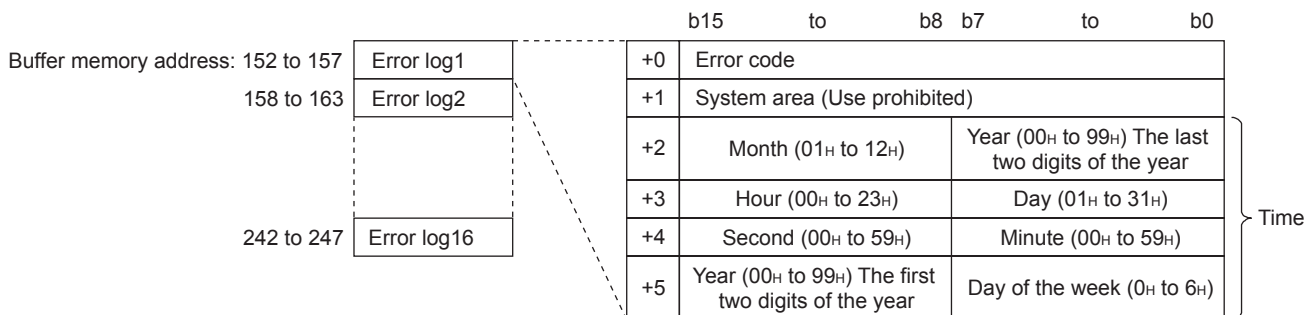 b15 to b8 b7 to b0
Buffer memory address: 152 to 157 Error log1 +0 Error code
158 to 163 Error log2 +1 System area (Use prohibited)
+2 Month (01H to 12H) Year (00H to 99H) The last
two digits of the year
+3 Hour (00H to 23H) Day (01H to 31H)
Time
242 to 247 Error log16 +4 Second (00H to 59H) Minute (00H to 59H)
+5 Year (00H to 99H) The first
two digits of the year
Day of the week (0H to 6H)